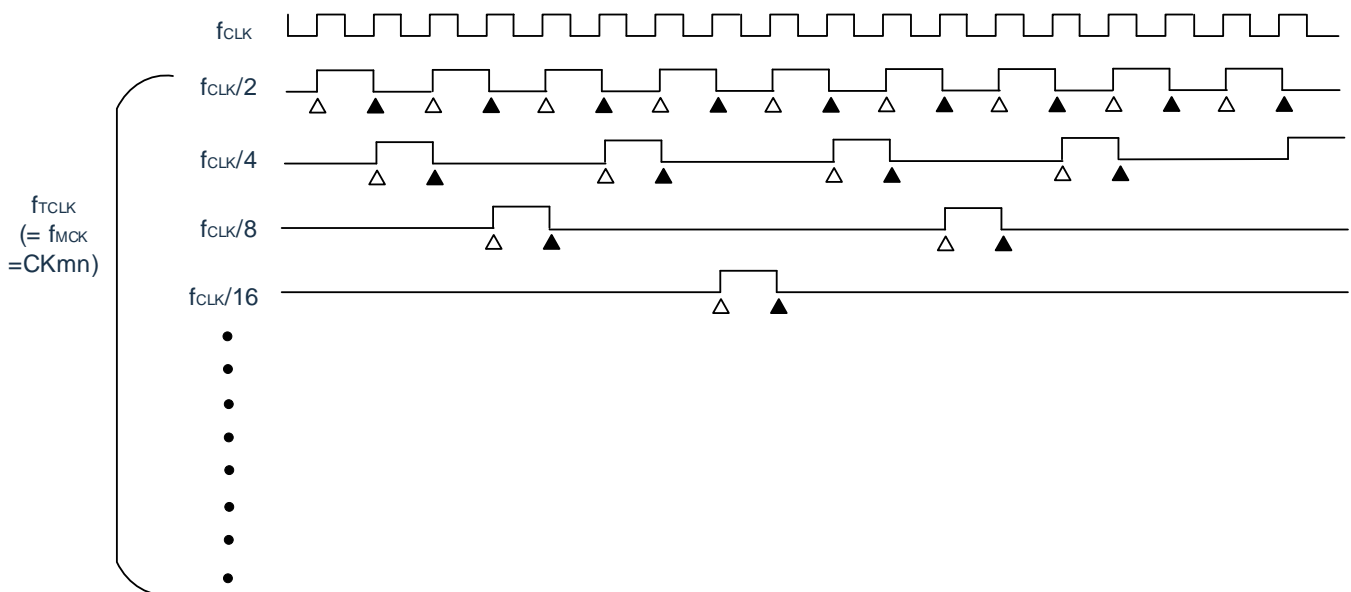 fCLK
fCLK/2
fCLK/4
fCLK/8
fCLK/16
fTCLK
(= fMCK
=CKmn)